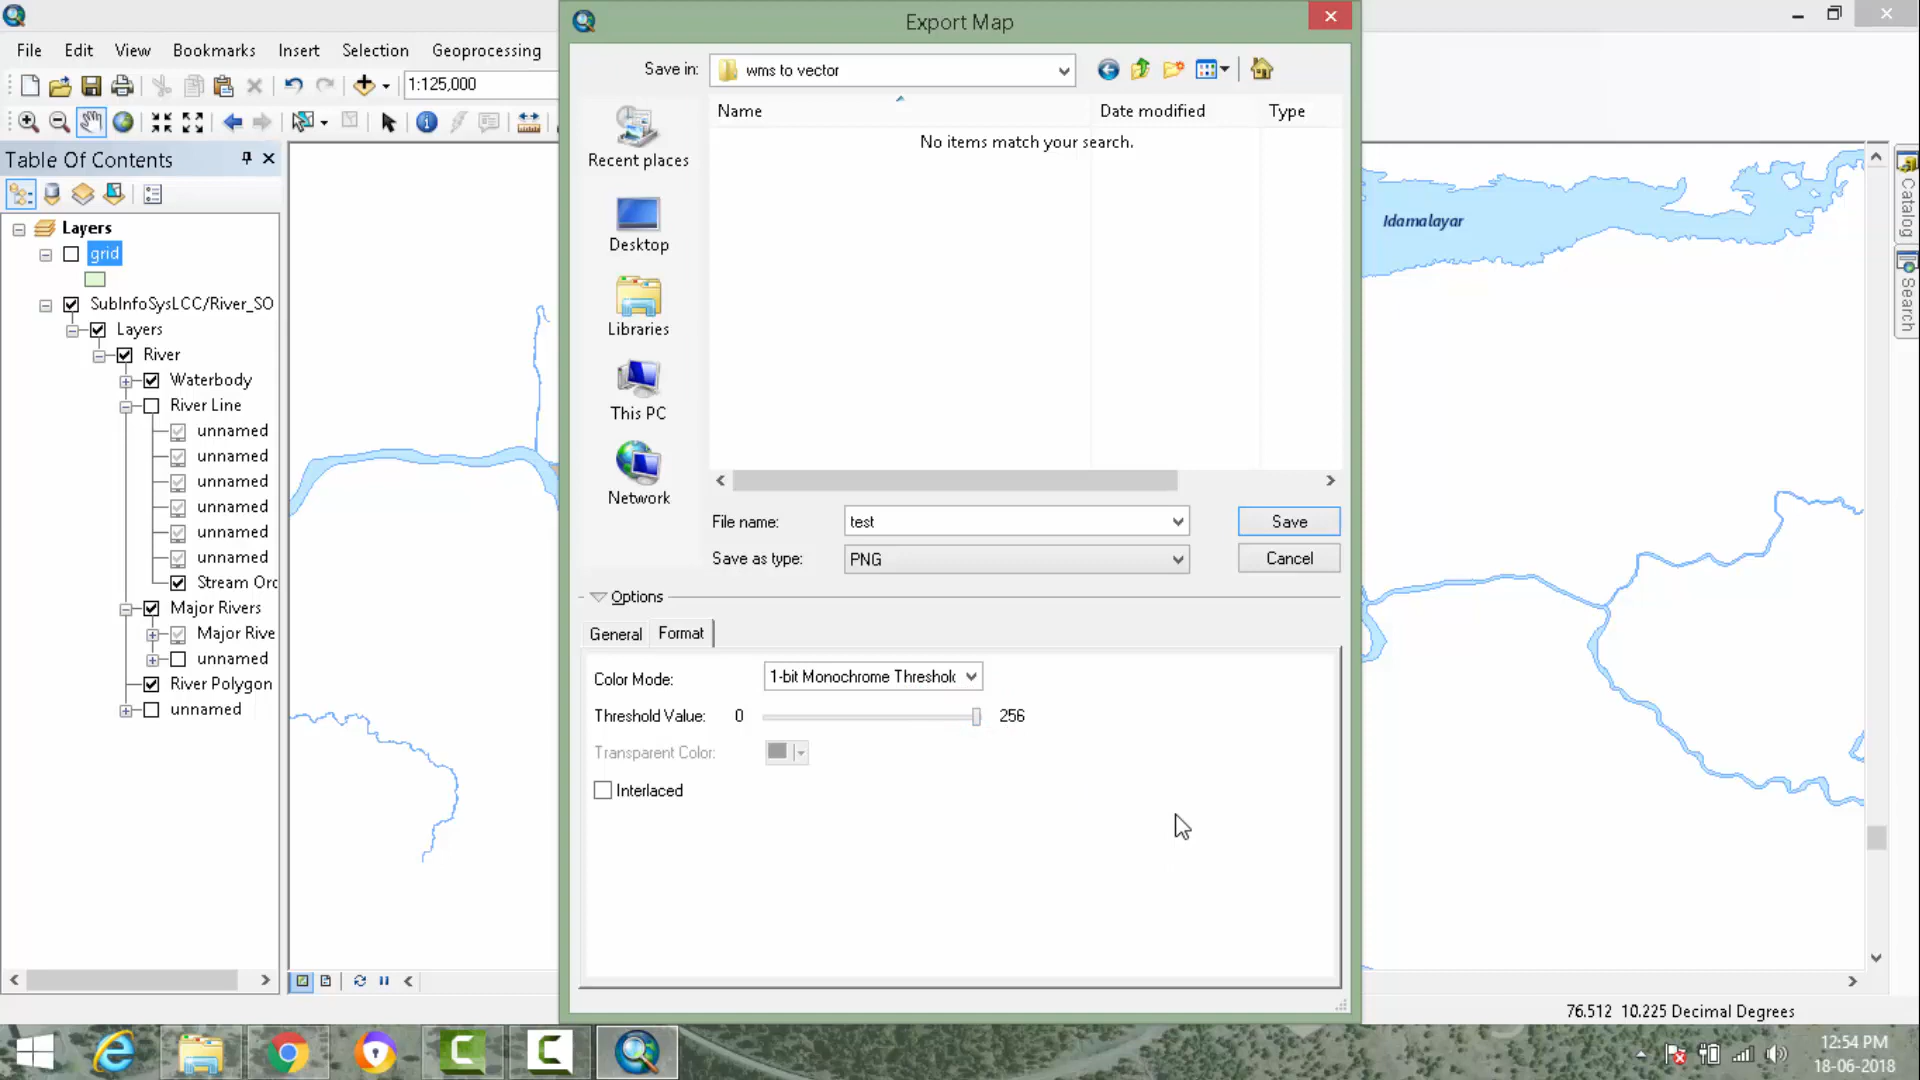 Export Map
File Edit View Bookmarks Insert Selection Geoprocessing
Save in: wms to vector
1:125,000
Name Date modified Type
No items match your search.
Table Of Contents
Layers
grid
SubInfoSysLCC/River_SO
Layers
River
Waterbody
River Line
unnamed
unnamed
unnamed
unnamed
unnamed
unnamed
Stream Orc
Major Rivers
Major Rive
unnamed
River Polygon
unnamed
Recent places
Desktop
Libraries
This PC
Network
File name: test Save
Save as type: PNG Cancel
Options
General Format
Color Mode: 1-bit Monochrome Threshol
Threshold Value: 0 256
Transparent Color:
Interlaced
Idamalayar
Catalog
Search
76.512 10.225 Decimal Degrees
12:54 PM
18-06-2018